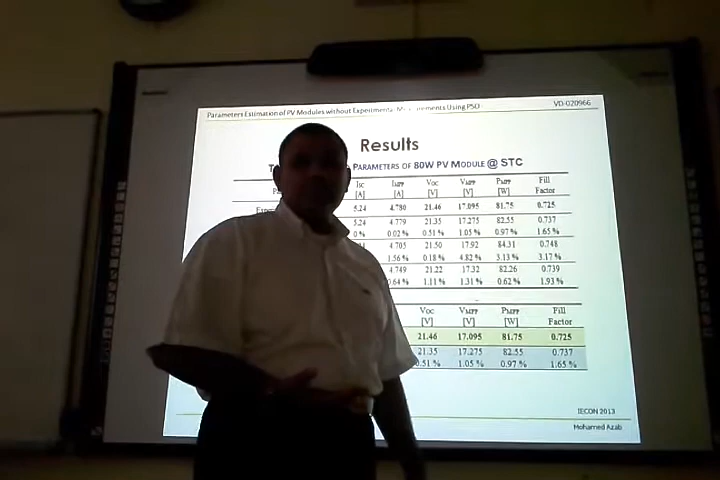 Parameters Estimation of PV Modules without Experimental Measurements Using PSO VD-020966
Results
PARAMETERS OF 80W PV MODULE @ STC
ISC IMPP VOC VMPP PMPP Fill
[A] [A] [V] [V] [W] Factor
5.24 4.780 21.46 17.095 81.75 0.725
5.24 4.779 21.35 17.275 82.55 0.737
0 % 0.02 % 0.51 % 1.05 % 0.97 % 1.65 %
4.705 21.50 17.92 84.31 0.748
1.56 % 0.18 % 4.82 % 3.13 % 3.17 %
4.749 21.22 17.32 82.26 0.739
0.64 % 1.11 % 1.31 % 0.62 % 1.93 %
VOC VMPP PMPP Fill
[V] [V] [W] Factor
21.46 17.095 81.75 0.725
21.35 17.275 82.55 0.737
0.51 % 1.05 % 0.97 % 1.65 %
IECON 2013
Mohamed Azab